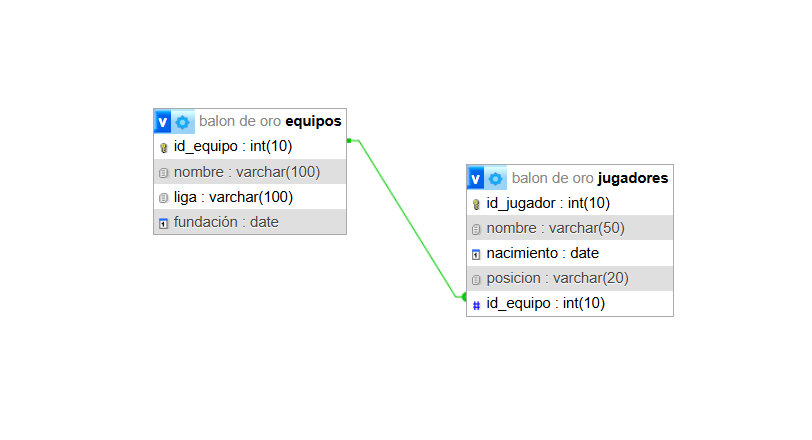 v balon de oro equipos
id_equipo : int(10)
nombre : varchar(100)
liga : varchar(100)
fundación : date
v balon de oro jugadores
id_jugador : int(10)
nombre : varchar(50)
nacimiento : date
posicion : varchar(20)
# id_equipo : int(10)